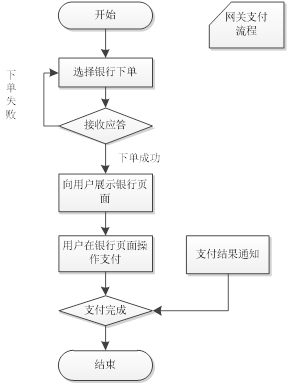 开始
网关支付
流程
选择银行下单
下
单
失
败
接收应答
下单成功
向用户展示银行页
面
用户在银行页面操
作支付
支付结果通知
支付完成
结束